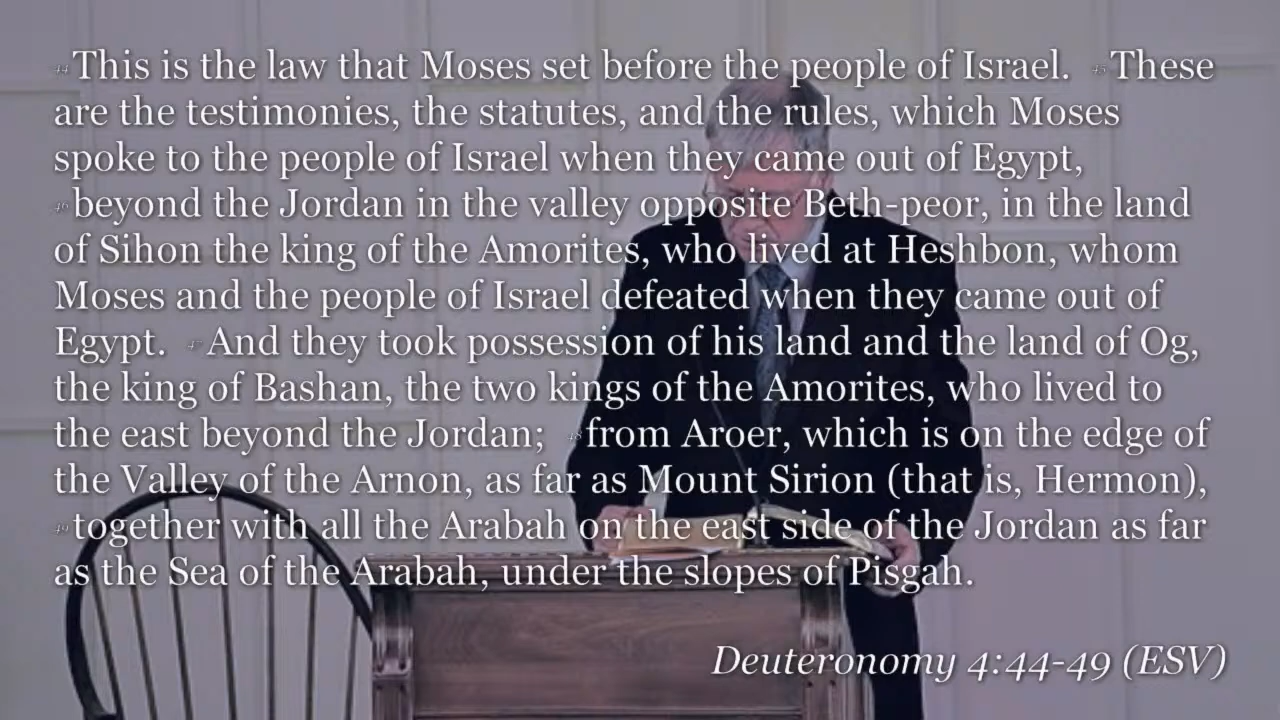 44 This is the law that Moses set before the people of Israel. 45 These
are the testimonies, the statutes, and the rules, which Moses
spoke to the people of Israel when they came out of Egypt,
46 beyond the Jordan in the valley opposite Beth-peor, in the land
of Sihon the king of the Amorites, who lived at Heshbon, whom
Moses and the people of Israel defeated when they came out of
Egypt. 47 And they took possession of his land and the land of Og,
the king of Bashan, the two kings of the Amorites, who lived to
the east beyond the Jordan; 48 from Aroer, which is on the edge of
the Valley of the Arnon, as far as Mount Sirion (that is, Hermon),
49 together with all the Arabah on the east side of the Jordan as far
as the Sea of the Arabah, under the slopes of Pisgah.
Deuteronomy 4:44-49 (ESV)